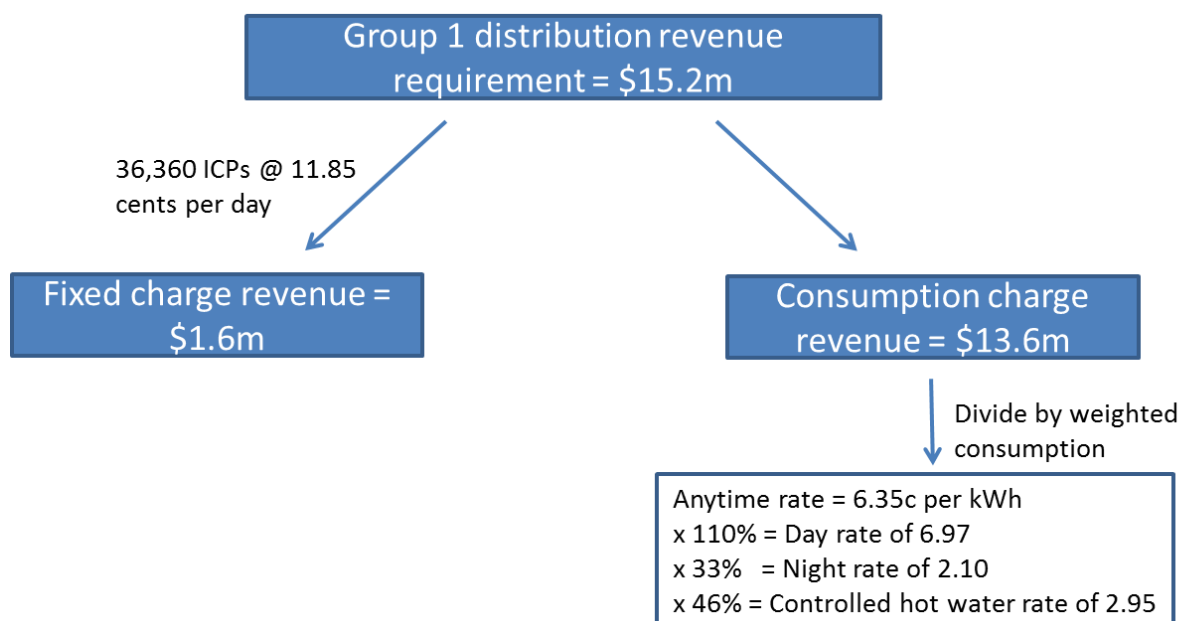 Group 1 distribution revenue
requirement = $15.2m
36,360 ICPs @ 11.85
cents per day
Fixed charge revenue =
$1.6m
Consumption charge
revenue = $13.6m
Divide by weighted
consumption
Anytime rate = 6.35c per kWh
x 110% = Day rate of 6.97
x 33% = Night rate of 2.10
x 46% = Controlled hot water rate of 2.95